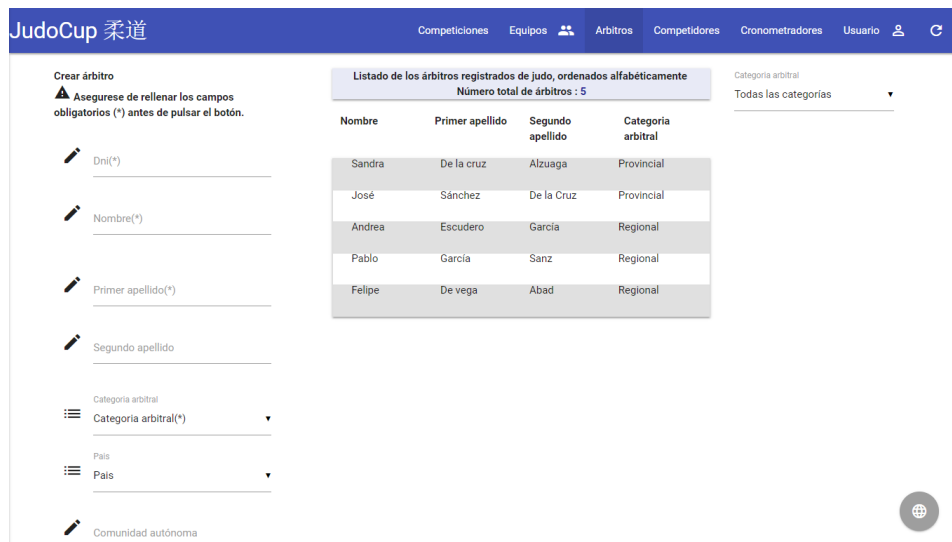 JudoCup 柔道
Competiciones Equipos Arbitros Competidores Cronometradores Usuario
Crear árbitro
Asegurese de rellenar los campos
obligatorios (*) antes de pulsar el botón.
Dni(*)
Nombre(*)
Primer apellido(*)
Segundo apellido
Categoria arbitral
Categoria arbitral(*)
Pais
Pais
Comunidad autónoma
Listado de los árbitros registrados de judo, ordenados alfabéticamente
Número total de árbitros : 5
Nombre Primer apellido Segundo apellido Categoria arbitral
Sandra De la cruz Alzuaga Provincial
José Sánchez De la Cruz Provincial
Andrea Escudero García Regional
Pablo García Sanz Regional
Felipe De vega Abad Regional
Categoria arbitral
Todas las categorías